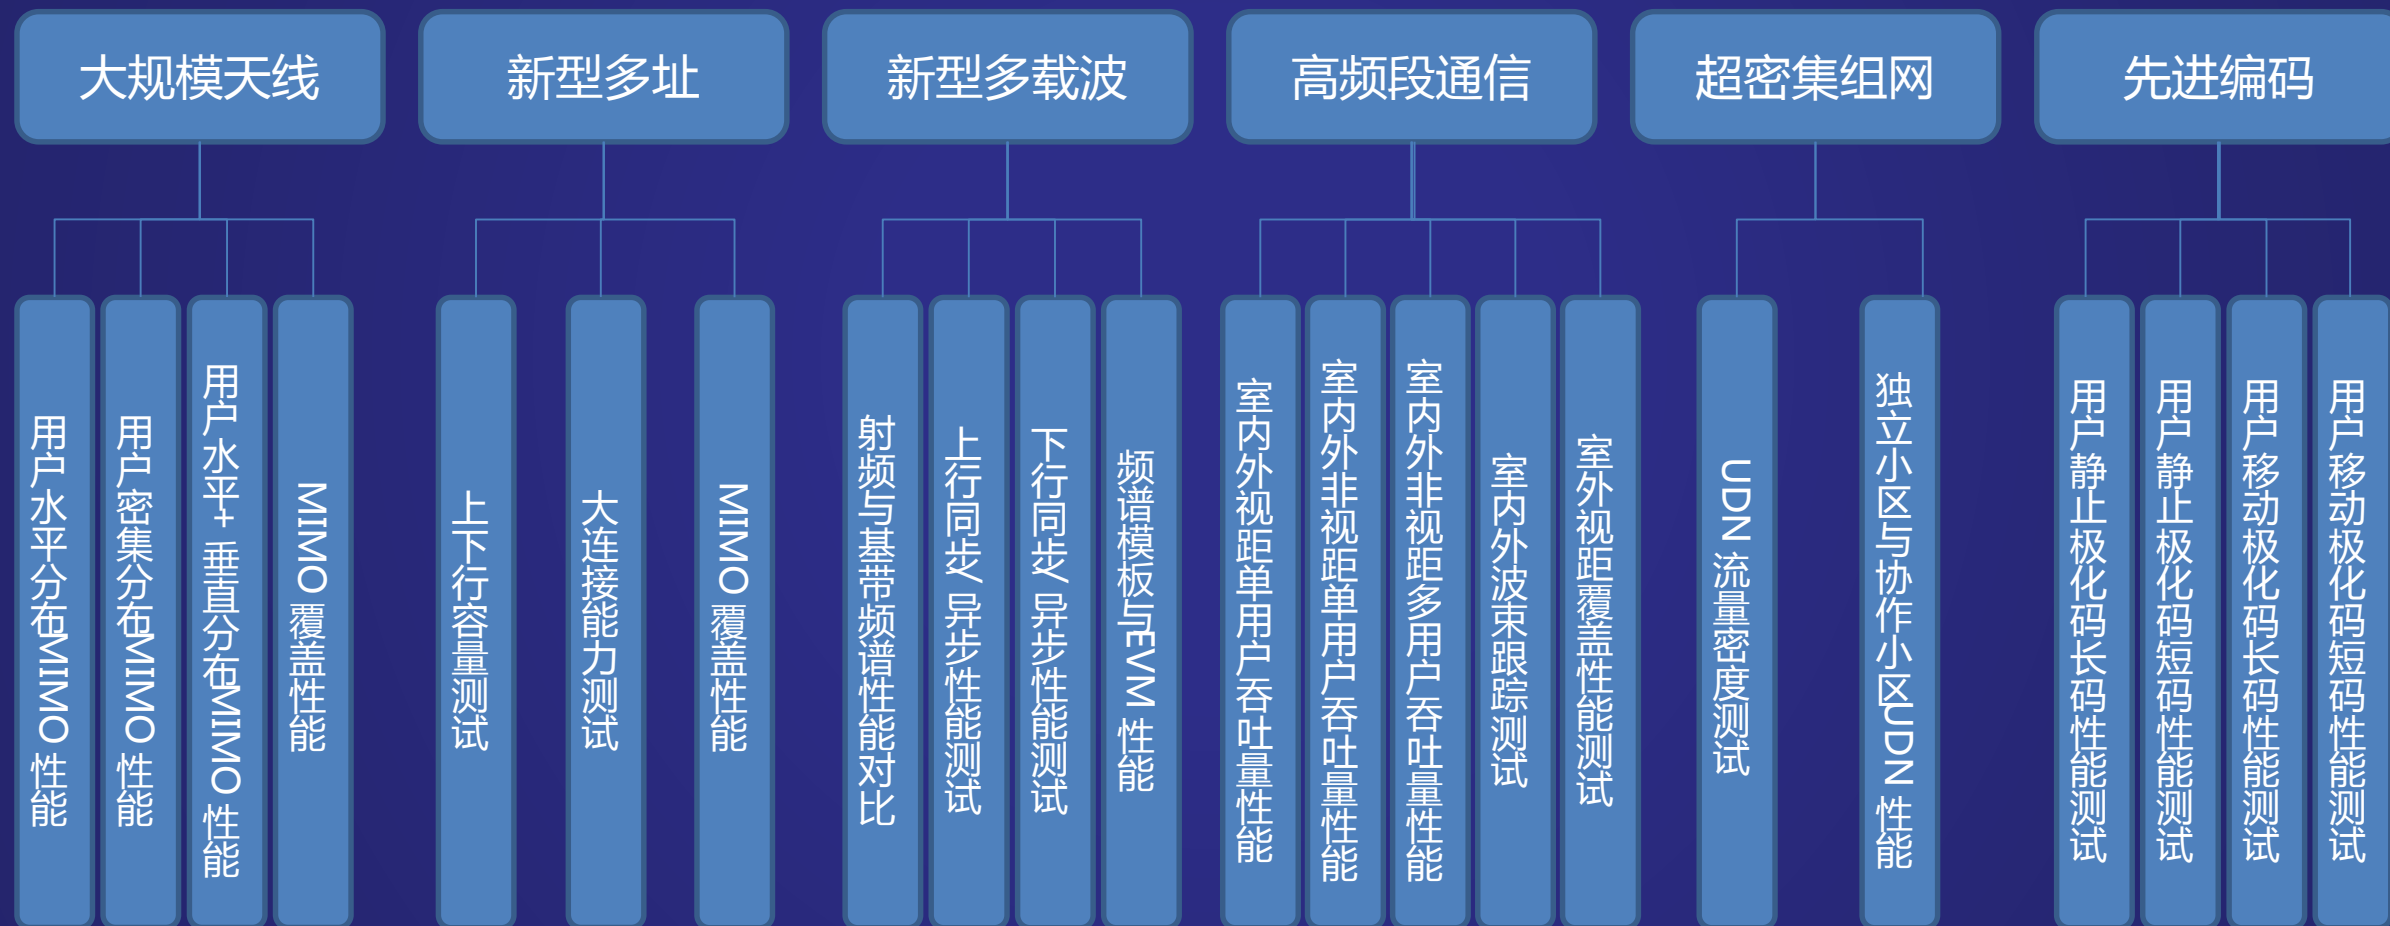 大规模天线
新型多址
新型多载波
高频段通信
超密集组网
先进编码
用户水平分布MIMO 性能
用户密集分布MIMO 性能
用户水平+ 垂直分布MIMO 性能
MIMO 覆盖性能
上下行容量测试
大连接能力测试
MIMO 覆盖性能
射频与基带频谱性能对比
上行同步/ 异步性能测试
下行同步/ 异步性能测试
频谱模板与EVM 性能
室内外视距单用户吞吐量性能
室内外非视距单用户吞吐量性能
室内外非视距多用户吞吐量性能
室内外波束跟踪测试
室外视距覆盖性能测试
UDN 流量密度测试
独立小区与协作小区UDN 性能
用户静止极化码长码性能测试
用户静止极化码短码性能测试
用户移动极化码长码性能测试
用户移动极化码短码性能测试